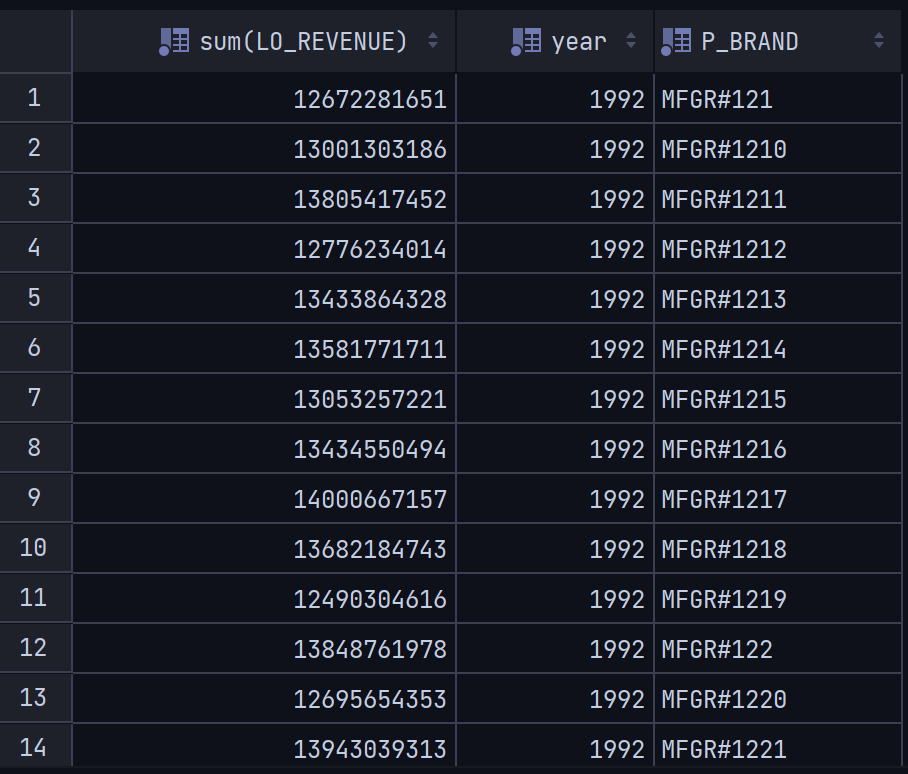 sum(LO_REVENUE) year P_BRAND
1 12672281651 1992 MFGR#121
2 13001303186 1992 MFGR#1210
3 13805417452 1992 MFGR#1211
4 12776234014 1992 MFGR#1212
5 13433864328 1992 MFGR#1213
6 13581771711 1992 MFGR#1214
7 13053257221 1992 MFGR#1215
8 13434550494 1992 MFGR#1216
9 14000667157 1992 MFGR#1217
10 13682184743 1992 MFGR#1218
11 12490304616 1992 MFGR#1219
12 13848761978 1992 MFGR#122
13 12695654353 1992 MFGR#1220
14 13943039313 1992 MFGR#1221